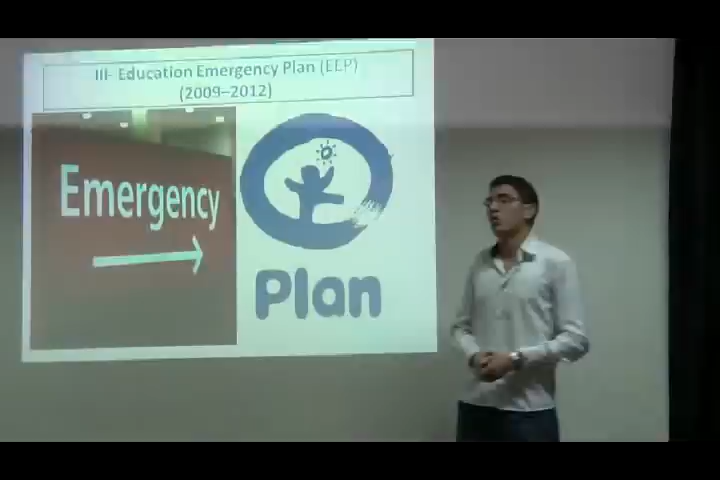 III- Education Emergency Plan (EEP)
(2009–2012)
Emergency
Plan